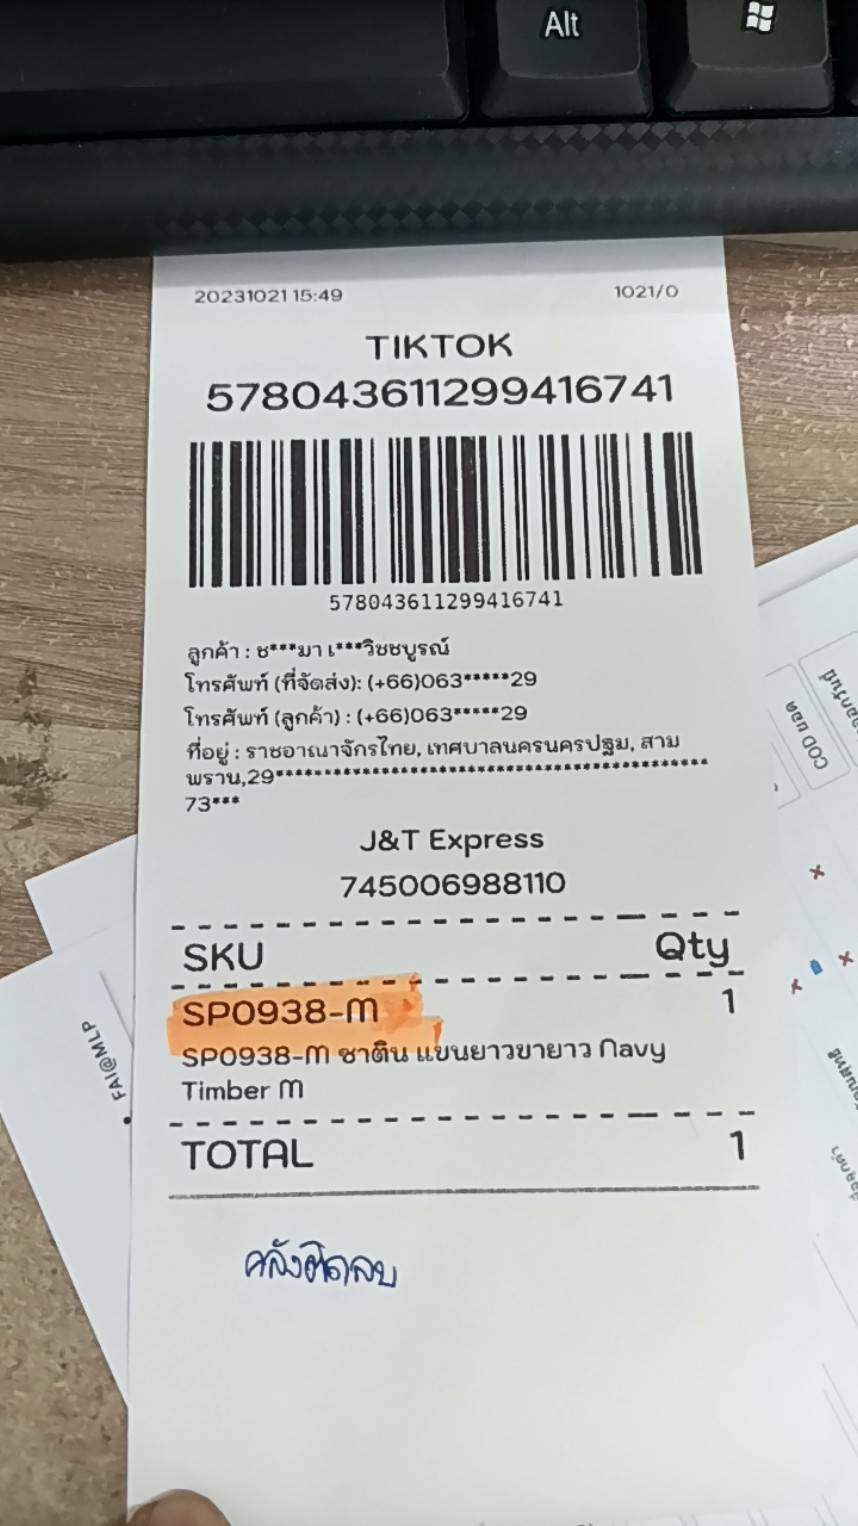 Alt
20231021 15:49 1021/0
TIKTOK
578043611299416741
578043611299416741
ลูกค้า : ช***มา เ***วิชชบูรณ์
โทรศัพท์ (ที่จัดส่ง): (+66)063*****29
โทรศัพท์ (ลูกค้า) : (+66)063*****29
ที่อยู่ : ราชอาณาจักรไทย, เทศบาลนครนครปฐม, สาม
พราน,29********************************************
73***
J&T Express
745006988110
SKU Qty
SP0938-M 1
SP0938-M ซาติน แขนยาวขายาว Navy
Timber M
TOTAL 1
คลังติดลบ
FAI@MLP
COD ยอด